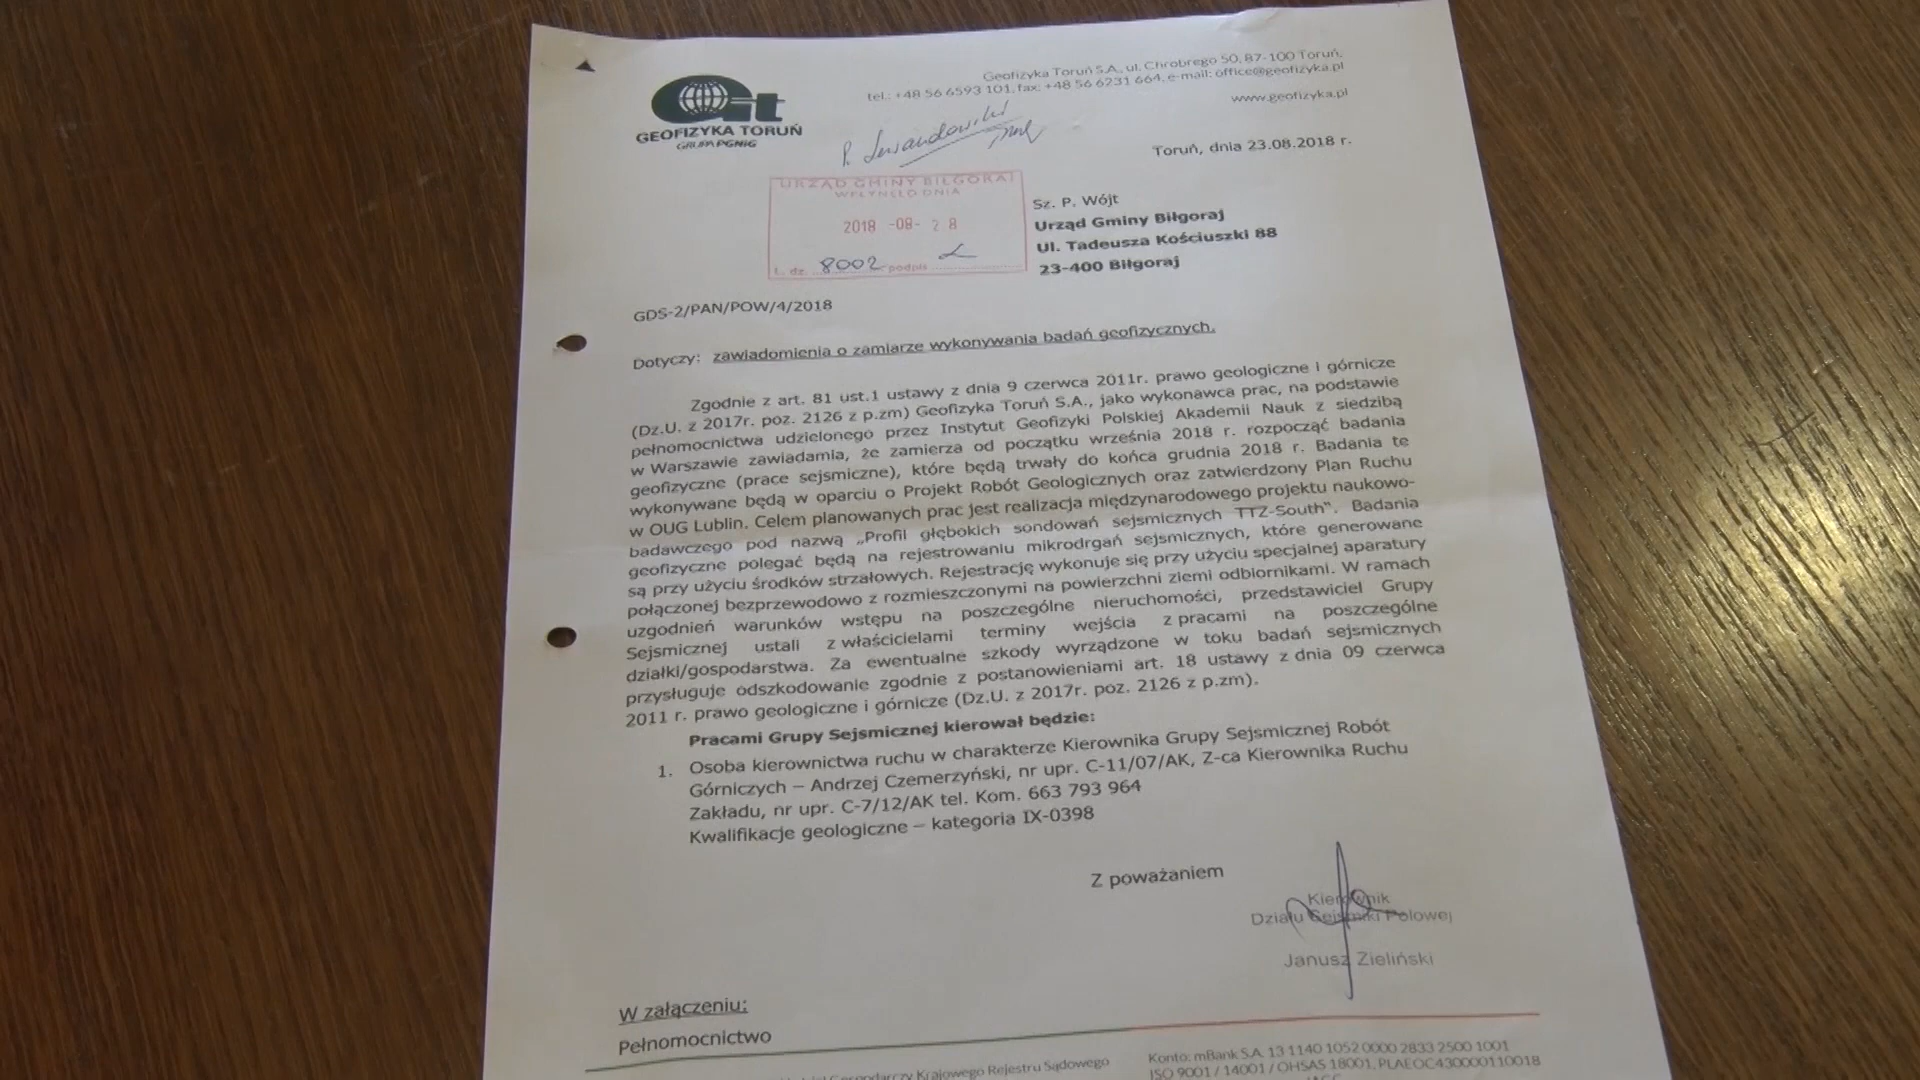 Geofizyka Toruń S.A., ul. Chrobrego 50, 87-100 Toruń,
tel.: +48 56 6593 101, fax: +48 56 6231 664, e-mail: office@geofizyka.pl
www.geofizyka.pl
Git
GEOFIZYKA TORUŃ
GRUPA PGNiG
P. Lewandowski
Toruń, dnia 23.08.2018 r.
URZĄD GMINY BIŁGORAJ
WPŁYNĘŁO DNIA
2018 -08- 28
L. dz. 8002 podpis
Sz. P. Wójt
Urząd Gminy Biłgoraj
Ul. Tadeusza Kościuszki 88
23-400 Biłgoraj
GDS-2/PAN/POW/4/2018
Dotyczy: zawiadomienia o zamiarze wykonywania badań geofizycznych.
Zgodnie z art. 81 ust.1 ustawy z dnia 9 czerwca 2011r. prawo geologiczne i górnicze
(Dz.U. z 2017r. poz. 2126 z p.zm) Geofizyka Toruń S.A., jako wykonawca prac, na podstawie
pełnomocnictwa udzielonego przez Instytut Geofizyki Polskiej Akademii Nauk z siedzibą
w Warszawie zawiadamia, że zamierza od początku września 2018 r. rozpocząć badania
geofizyczne (prace sejsmiczne), które będą trwały do końca grudnia 2018 r. Badania te
wykonywane będą w oparciu o Projekt Robót Geologicznych oraz zatwierdzony Plan Ruchu
w OUG Lublin. Celem planowanych prac jest realizacja międzynarodowego projektu naukowo-
badawczego pod nazwą „Profil głębokich sondowań sejsmicznych TTZ-South". Badania
geofizyczne polegać będą na rejestrowaniu mikrodrgań sejsmicznych, które generowane
są przy użyciu środków strzałowych. Rejestrację wykonuje się przy użyciu specjalnej aparatury
połączonej bezprzewodowo z rozmieszczonymi na powierzchni ziemi odbiornikami. W ramach
uzgodnień warunków wstępu na poszczególne nieruchomości, przedstawiciel Grupy
Sejsmicznej ustali z właścicielami terminy wejścia z pracami na poszczególne
działki/gospodarstwa. Za ewentualne szkody wyrządzone w toku badań sejsmicznych
przysługuje odszkodowanie zgodnie z postanowieniami art. 18 ustawy z dnia 09 czerwca
2011 r. prawo geologiczne i górnicze (Dz.U. z 2017r. poz. 2126 z p.zm).
Pracami Grupy Sejsmicznej kierował będzie:
1. Osoba kierownictwa ruchu w charakterze Kierownika Grupy Sejsmicznej Robót
Górniczych – Andrzej Czemerzyński, nr upr. C-11/07/AK, Z-ca Kierownika Ruchu
Zakładu, nr upr. C-7/12/AK tel. Kom. 663 793 964
Kwalifikacje geologiczne – kategoria IX-0398
Z poważaniem
Kierownik
Działu Sejsmiki Polowej
Janusz Zieliński
W załączeniu:
Pełnomocnictwo
Gospodarczy Krajowego Rejestru Sądowego
Konto: mBank S.A. 13 1140 1052 0000 2833 2500 1001
ISO 9001 / 14001 / OHSAS 18001, PLAEOC430000110018